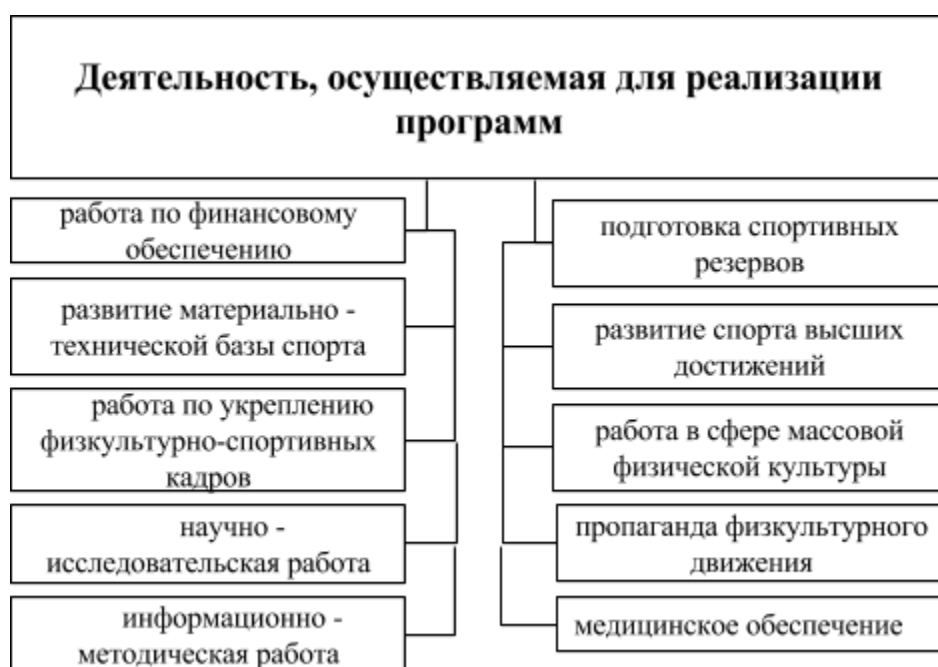 Деятельность, осуществляемая для реализации
программ
работа по финансовому
обеспечению
развитие материально -
технической базы спорта
работа по укреплению
физкультурно-спортивных
кадров
научно -
исследовательская работа
информационно -
методическая работа
подготовка спортивных
резервов
развитие спорта высших
достижений
работа в сфере массовой
физической культуры
пропаганда физкультурного
движения
медицинское обеспечение